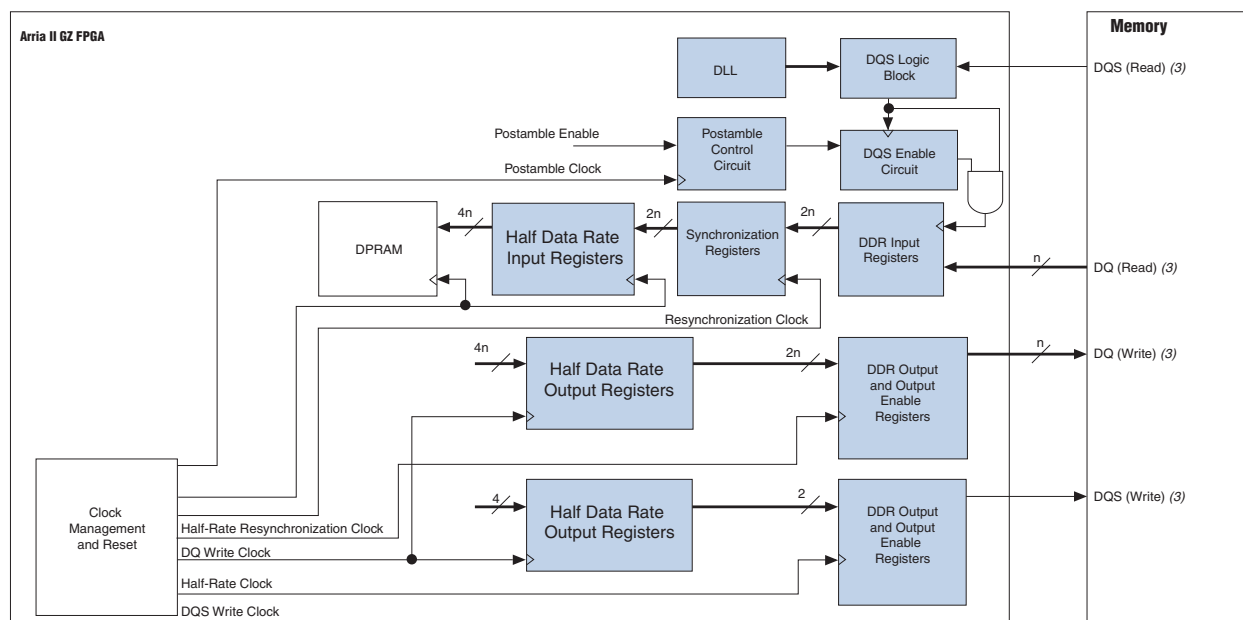 Arria II GZ FPGA
Memory
DLL
DQS Logic
Block
DQS (Read) (3)
Postamble Enable
Postamble
Control
Circuit
DQS Enable
Circuit
Postamble Clock
4n
2n
2n
DPRAM
Half Data Rate
Input Registers
Synchronization
Registers
DDR Input
Registers
n
DQ (Read) (3)
Resynchronization Clock
4n
2n
n
Half Data Rate
Output Registers
DDR Output
and Output
Enable
Registers
DQ (Write) (3)
Clock
Management
and Reset
4
2
Half Data Rate
Output Registers
DDR Output
and Output
Enable
Registers
DQS (Write) (3)
Half-Rate Resynchronization Clock
DQ Write Clock
Half-Rate Clock
DQS Write Clock